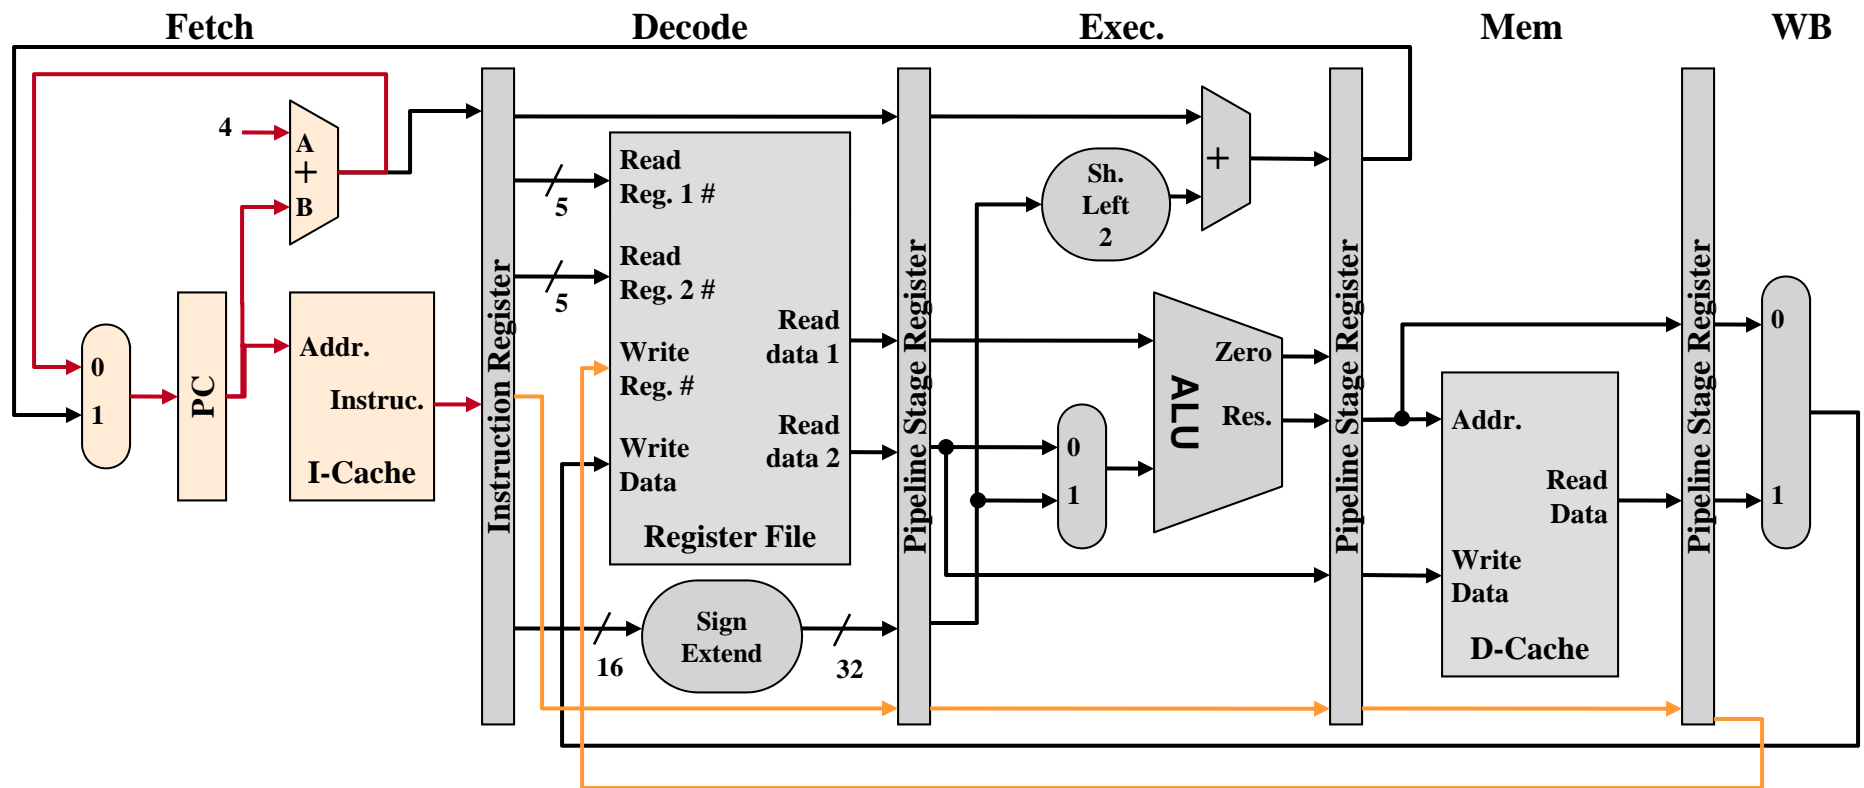 Fetch
Decode
Exec.
Mem
WB
4
A
+
B
0
1
PC
Addr.
Instruc.
I-Cache
Instruction Register
5
5
16
Read
Reg. 1 #
Read
Reg. 2 #
Write
Reg. #
Write
Data
Read
data 1
Read
data 2
Register File
Sign
Extend
32
Pipeline Stage Register
Sh.
Left
2
+
0
1
ALU
Zero
Res.
Pipeline Stage Register
Addr.
Read
Data
Write
Data
D-Cache
Pipeline Stage Register
0
1